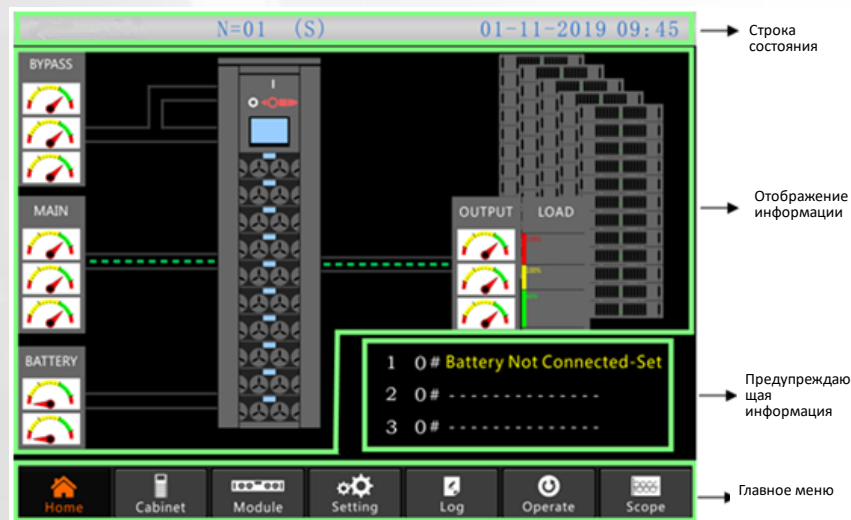 N=01 (S) 01-11-2019 09:45
Строка
состояния
BYPASS
MAIN
OUTPUT LOAD
100%
Отображение
информации
BATTERY
1 0# Battery Not Connected-Set
2 0# - - - - - - - - - - - - - -
3 0# - - - - - - - - - - - - - -
Предупреждаю
щая
информация
Home Cabinet Module Setting Log Operate Scope
Главное меню